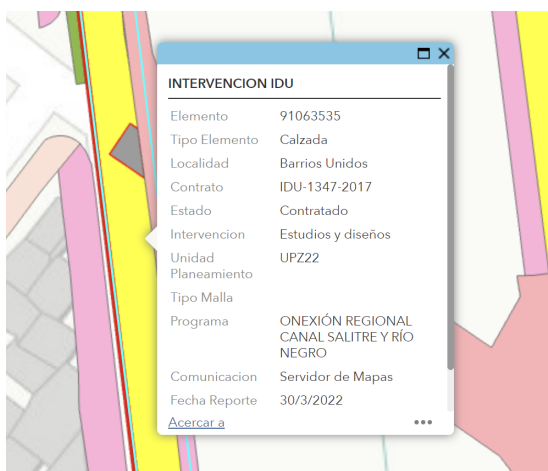 INTERVENCION IDU
Elemento 91063535
Tipo Elemento Calzada
Localidad Barrios Unidos
Contrato IDU-1347-2017
Estado Contratado
Intervencion Estudios y diseños
Unidad Planeamiento UPZ22
Tipo Malla
Programa ONEXIÓN REGIONAL
CANAL SALITRE Y RÍO
NEGRO
Comunicacion Servidor de Mapas
Fecha Reporte 30/3/2022
Acercar a